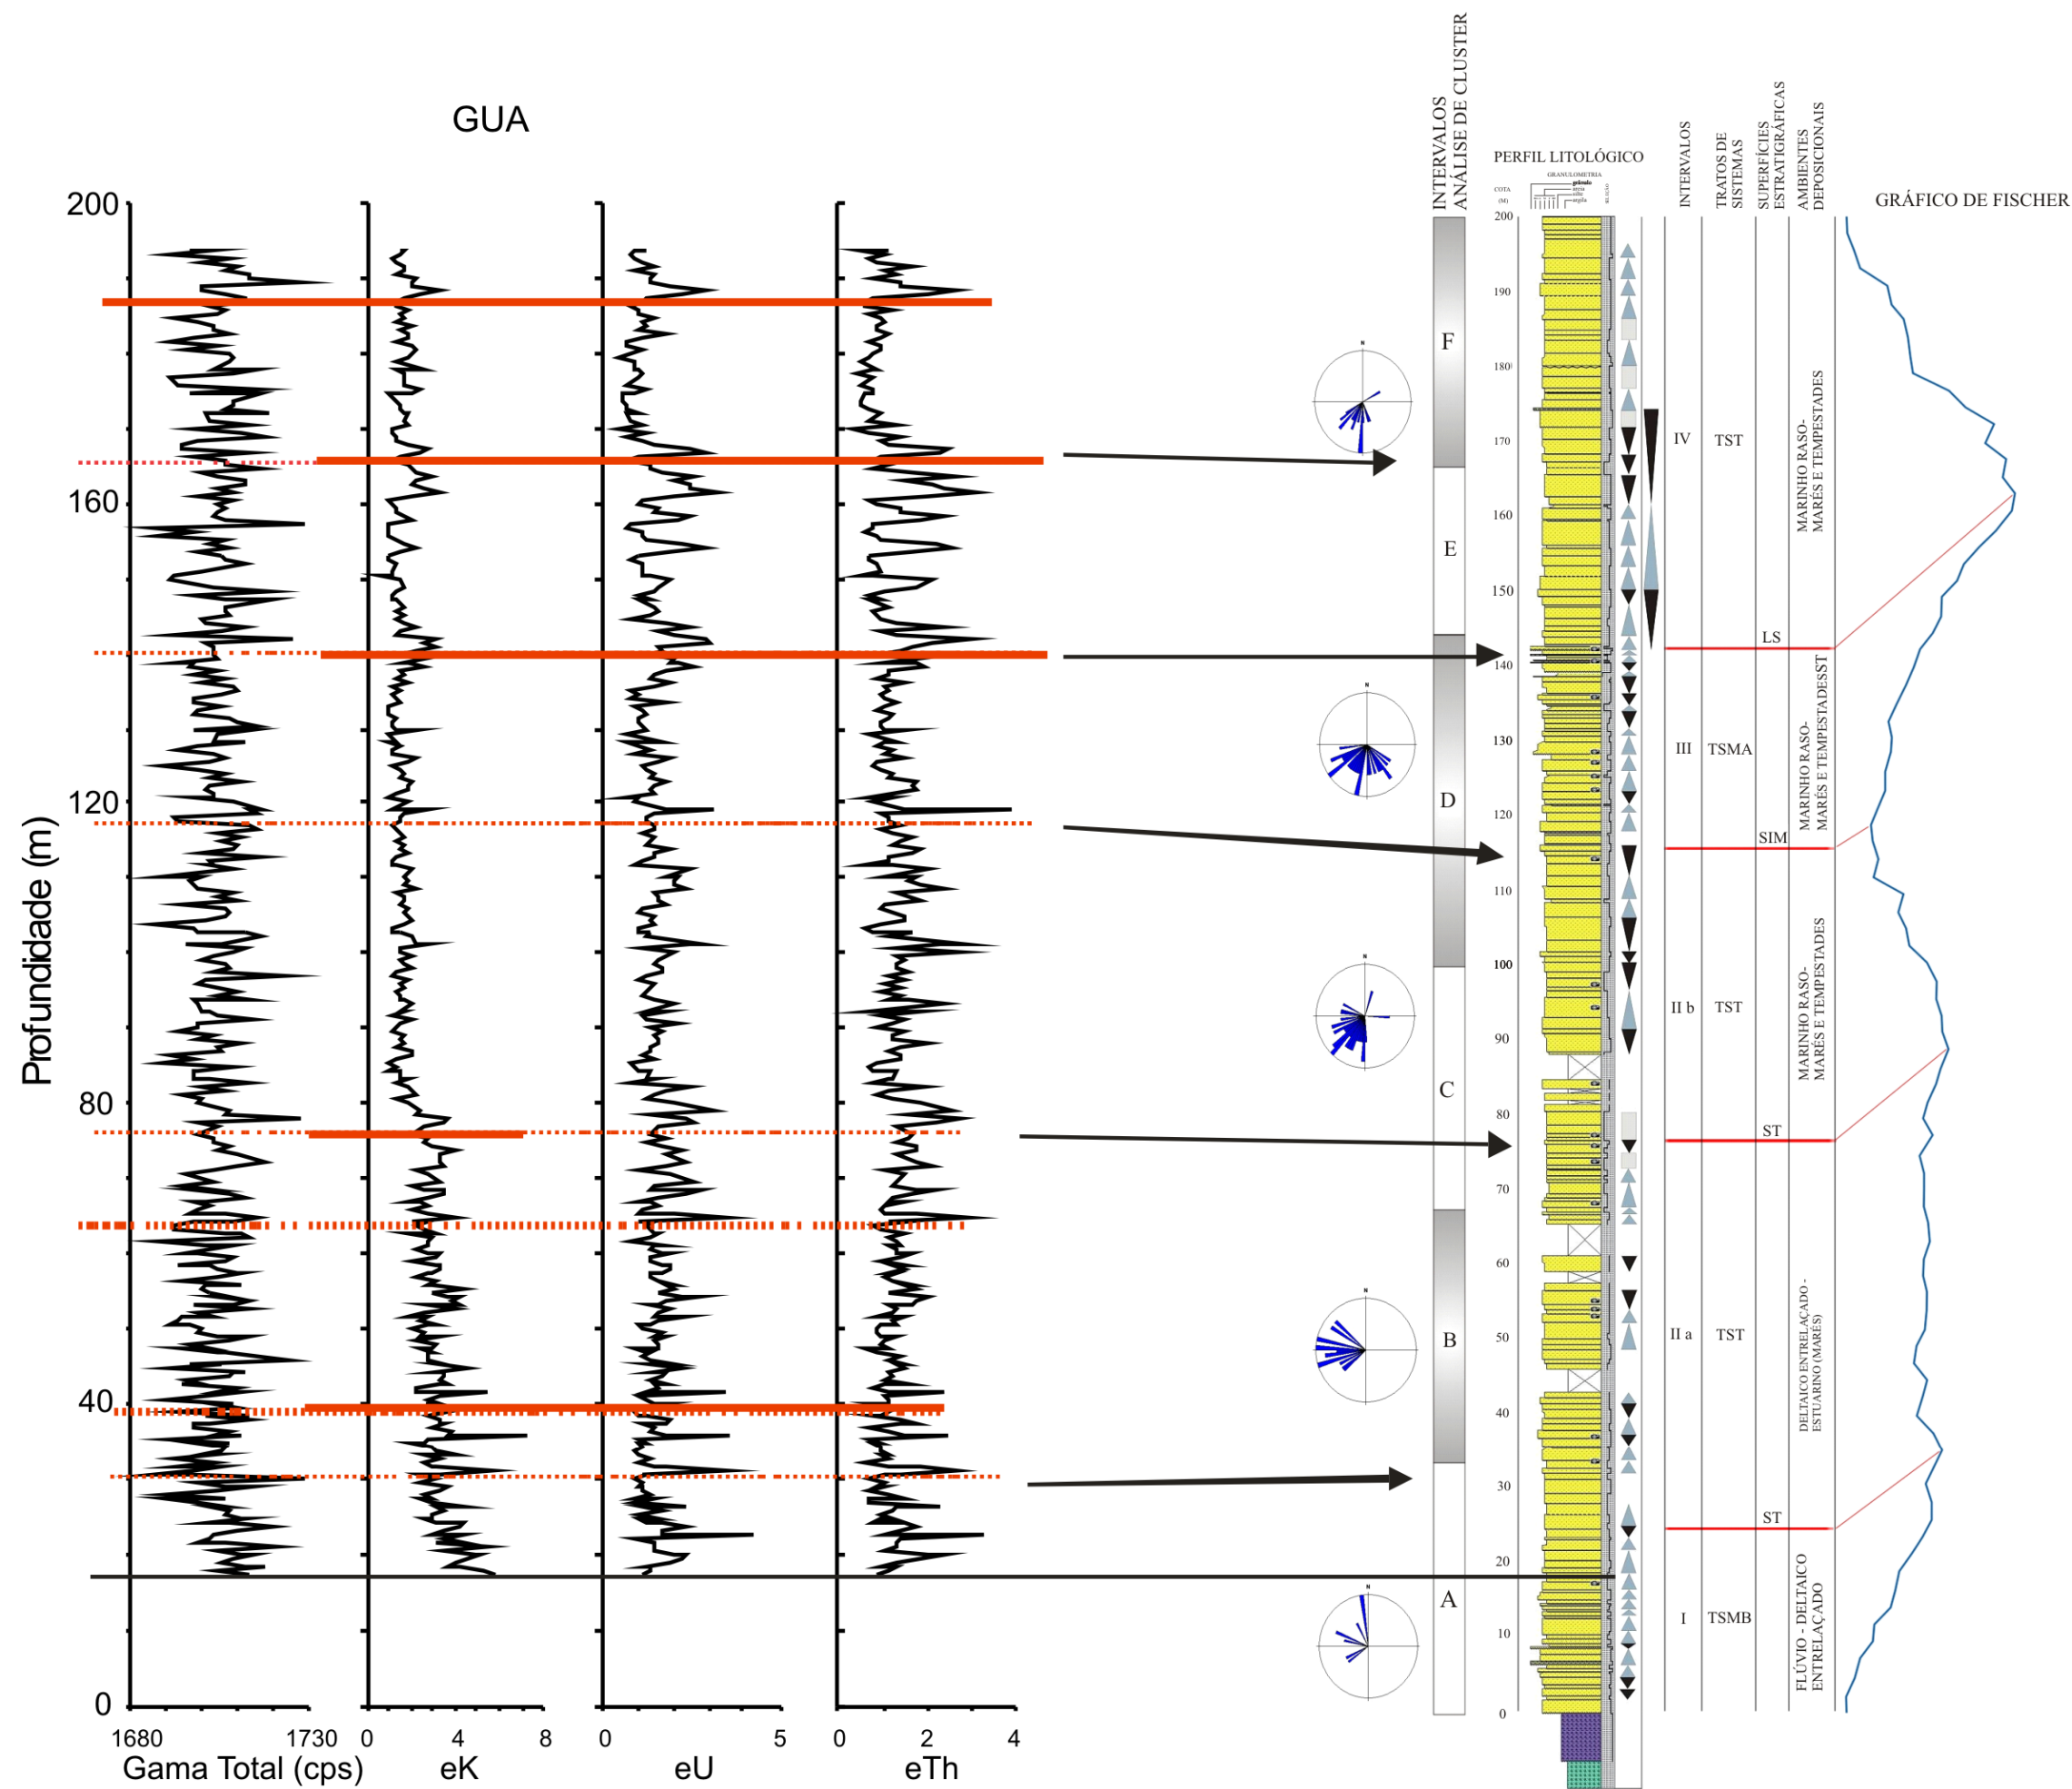 GUA
200
160
120
80
40
0
Profundidade (m)
1680
1730
0
4
8
0
5
0
2
4
Gama Total (cps)
eK
eU
eTh
N
N
N
N
N
INTERVALOS
ANÁLISE DE CLUSTER
F
E
D
C
B
A
PERFIL LITOLÓGICO
GRANULOMETRIA
grânulo
areia
silte
argila
COTA
(M)
200
190
180
170
160
150
140
130
120
110
100
90
80
70
60
50
40
30
20
10
0
INTERVALOS
IV
III
II b
II a
I
TRATOS DE
SISTEMAS
TST
TSMA
TST
TST
TSMB
SUPERFÍCIES
ESTRATIGRÁFICAS
LS
SIM
ST
ST
AMBIENTES
DEPOSICIONAIS
MARINHO RASO-
MARÉS E TEMPESTADES
MARINHO RASO-
MARÉS E TEMPESTADESST
MARINHO RASO-
MARÉS E TEMPESTADES
DELTAICO ENTRELAÇADO -
ESTUARINO (MARÉS)
FLÚVIO - DELTAICO
ENTRELAÇADO
GRÁFICO DE FISCHER